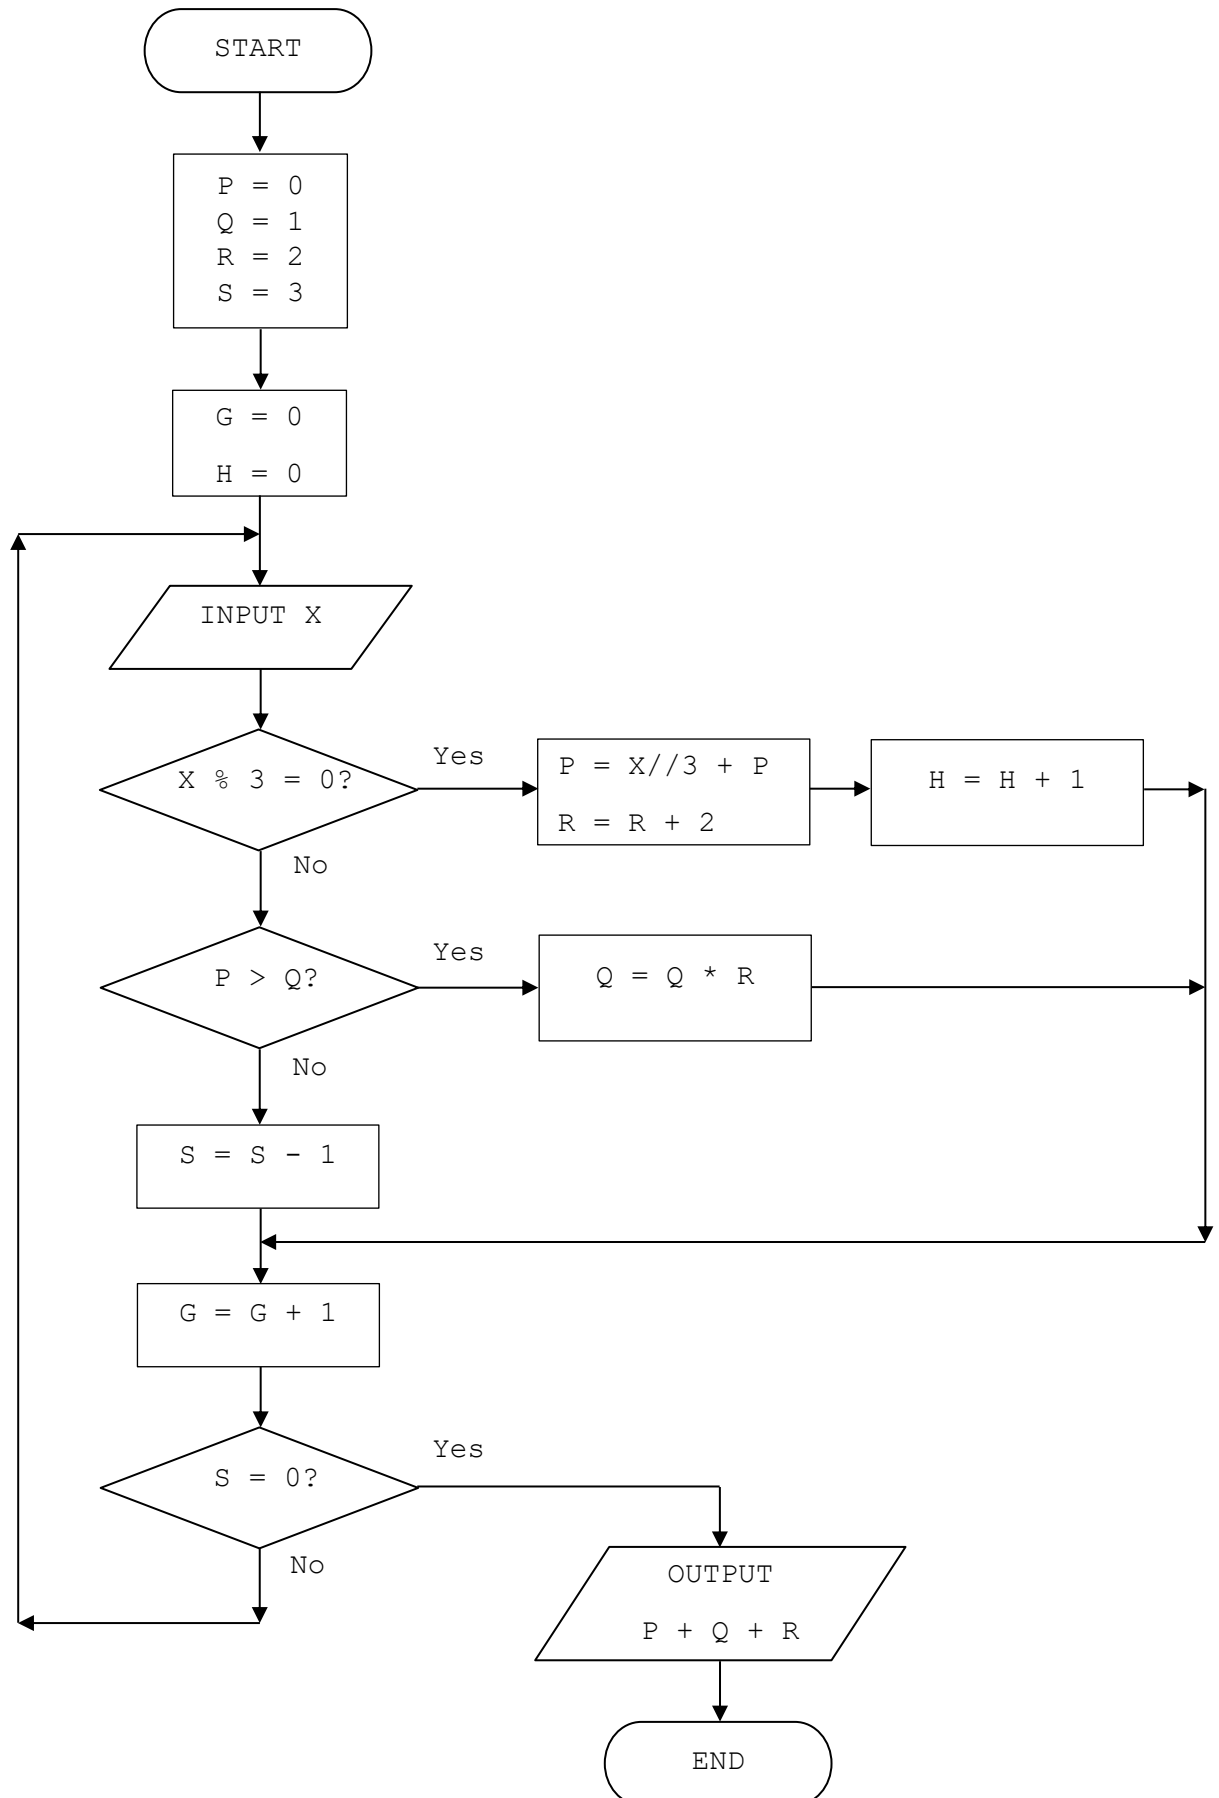 START
P = 0
Q = 1
R = 2
S = 3
G = 0
H = 0
INPUT X
X % 3 = 0?
Yes
P = X//3 + P
R = R + 2
H = H + 1
No
P > Q?
Yes
Q = Q * R
No
S = S - 1
G = G + 1
S = 0?
Yes
No
OUTPUT
P + Q + R
END